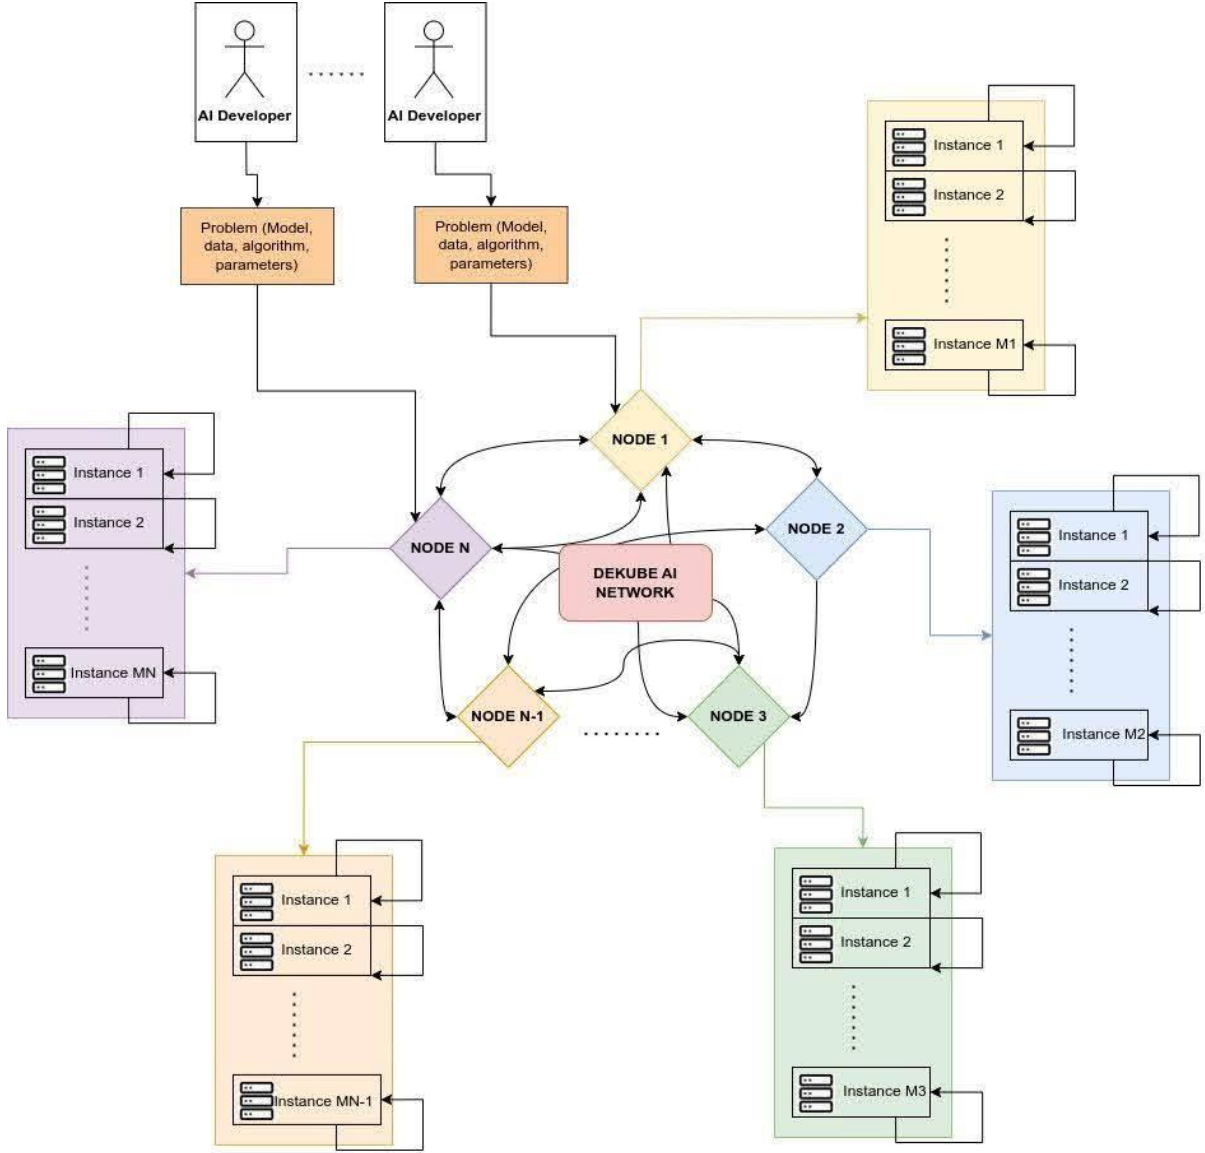 AI Developer
AI Developer
Problem (Model,
data, algorithm,
parameters)
Problem (Model,
data, algorithm,
parameters)
Instance 1
Instance 2
Instance M1
NODE 1
Instance 1
Instance 2
Instance MN
NODE N
NODE 2
DEKUBE AI
NETWORK
Instance 1
Instance 2
Instance M2
NODE N-1
NODE 3
Instance 1
Instance 2
Instance MN-1
Instance 1
Instance 2
Instance M3